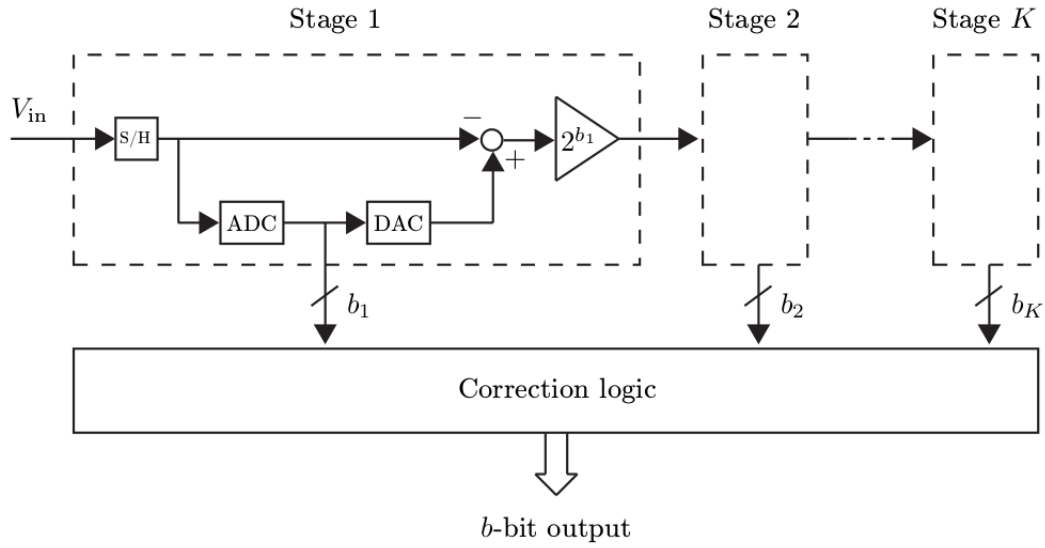 Stage 1
Stage 2
Stage K
V_in
S/H
−
+
2^{b_1}
ADC
DAC
b_1
b_2
b_K
Correction logic
b-bit output